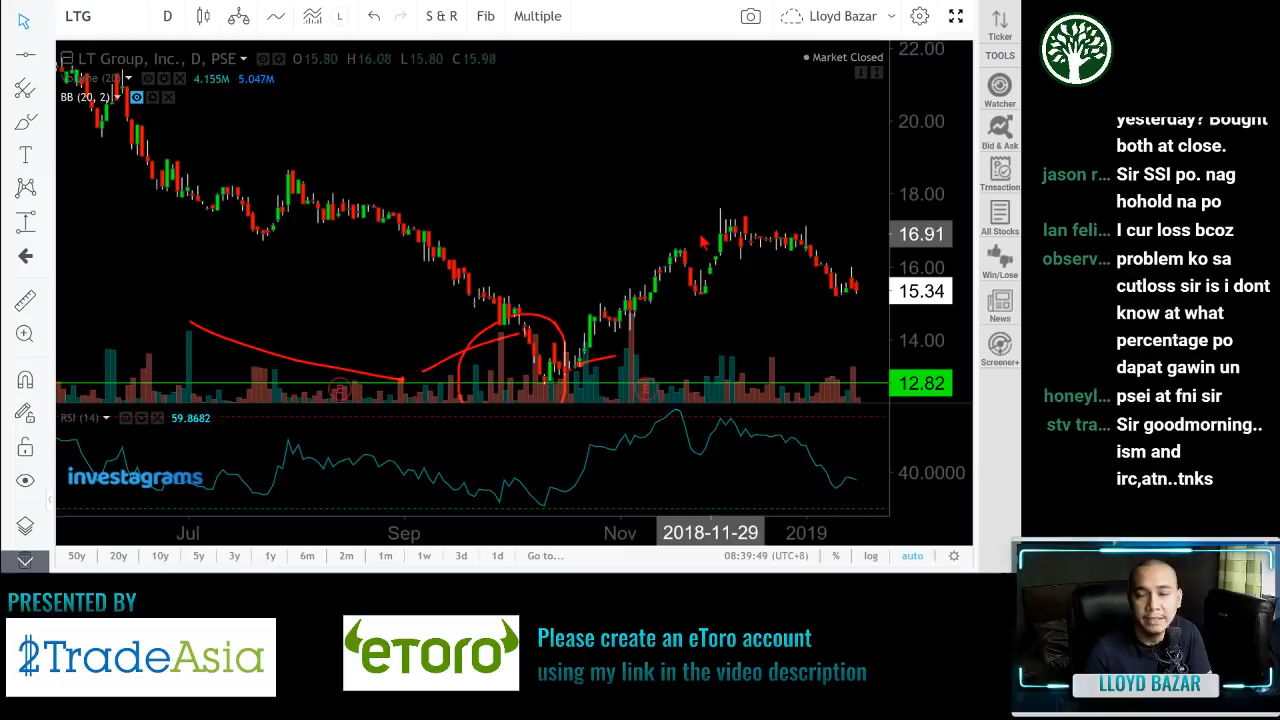 LTG
D
L
S & R
Fib
Multiple
Lloyd Bazar
LT Group, Inc., D, PSE
O15.80 H16.08 L15.80 C15.98
Market Closed
Volume (20)
4.155M 5.047M
BB (20, 2)
22.00
20.00
18.00
16.91
16.00
15.34
14.00
12.82
RSI (14)
59.8682
investagrams
40.0000
Jul
Sep
Nov
2018-11-29
2019
50y 20y 10y 5y 3y 1y 6m 2m 1m 1w 3d 1d Go to...
08:39:49 (UTC+8)
% log auto
Ticker
TOOLS
Watcher
Bid & Ask
Trnsaction
All Stocks
Win/Lose
News
Screener+
yesterday? Bought
both at close.
jason r... Sir SSI po. nag
hohold na po
Ian feli... I cur loss bcoz
observ... problem ko sa
cutloss sir is i dont
know at what
percentage po
dapat gawin un
honeyl... psei at fni sir
stv tra... Sir goodmorning..
ism and
irc,atn..tnks
PRESENTED BY
2TradeAsia
eToro
Please create an eToro account
using my link in the video description
LLOYD BAZAR